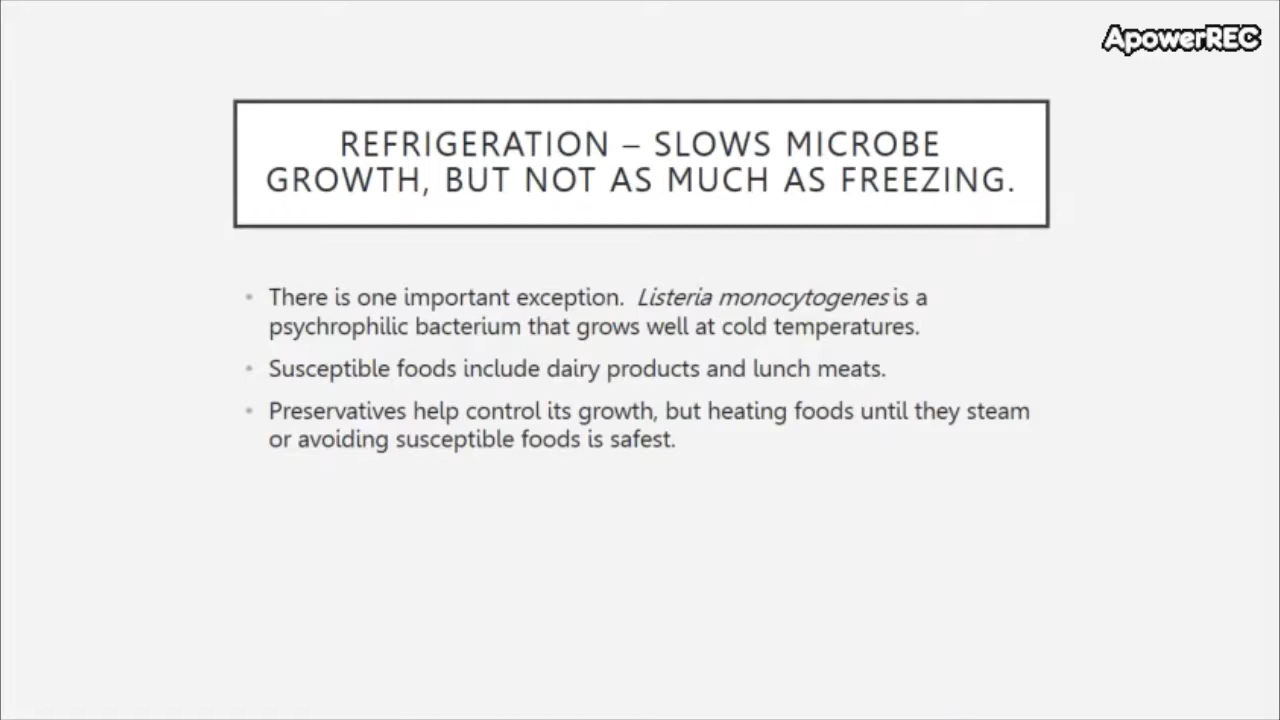 ApowerREC
REFRIGERATION – SLOWS MICROBE
GROWTH, BUT NOT AS MUCH AS FREEZING.
• There is one important exception. Listeria monocytogenes is a
psychrophilic bacterium that grows well at cold temperatures.
• Susceptible foods include dairy products and lunch meats.
• Preservatives help control its growth, but heating foods until they steam
or avoiding susceptible foods is safest.